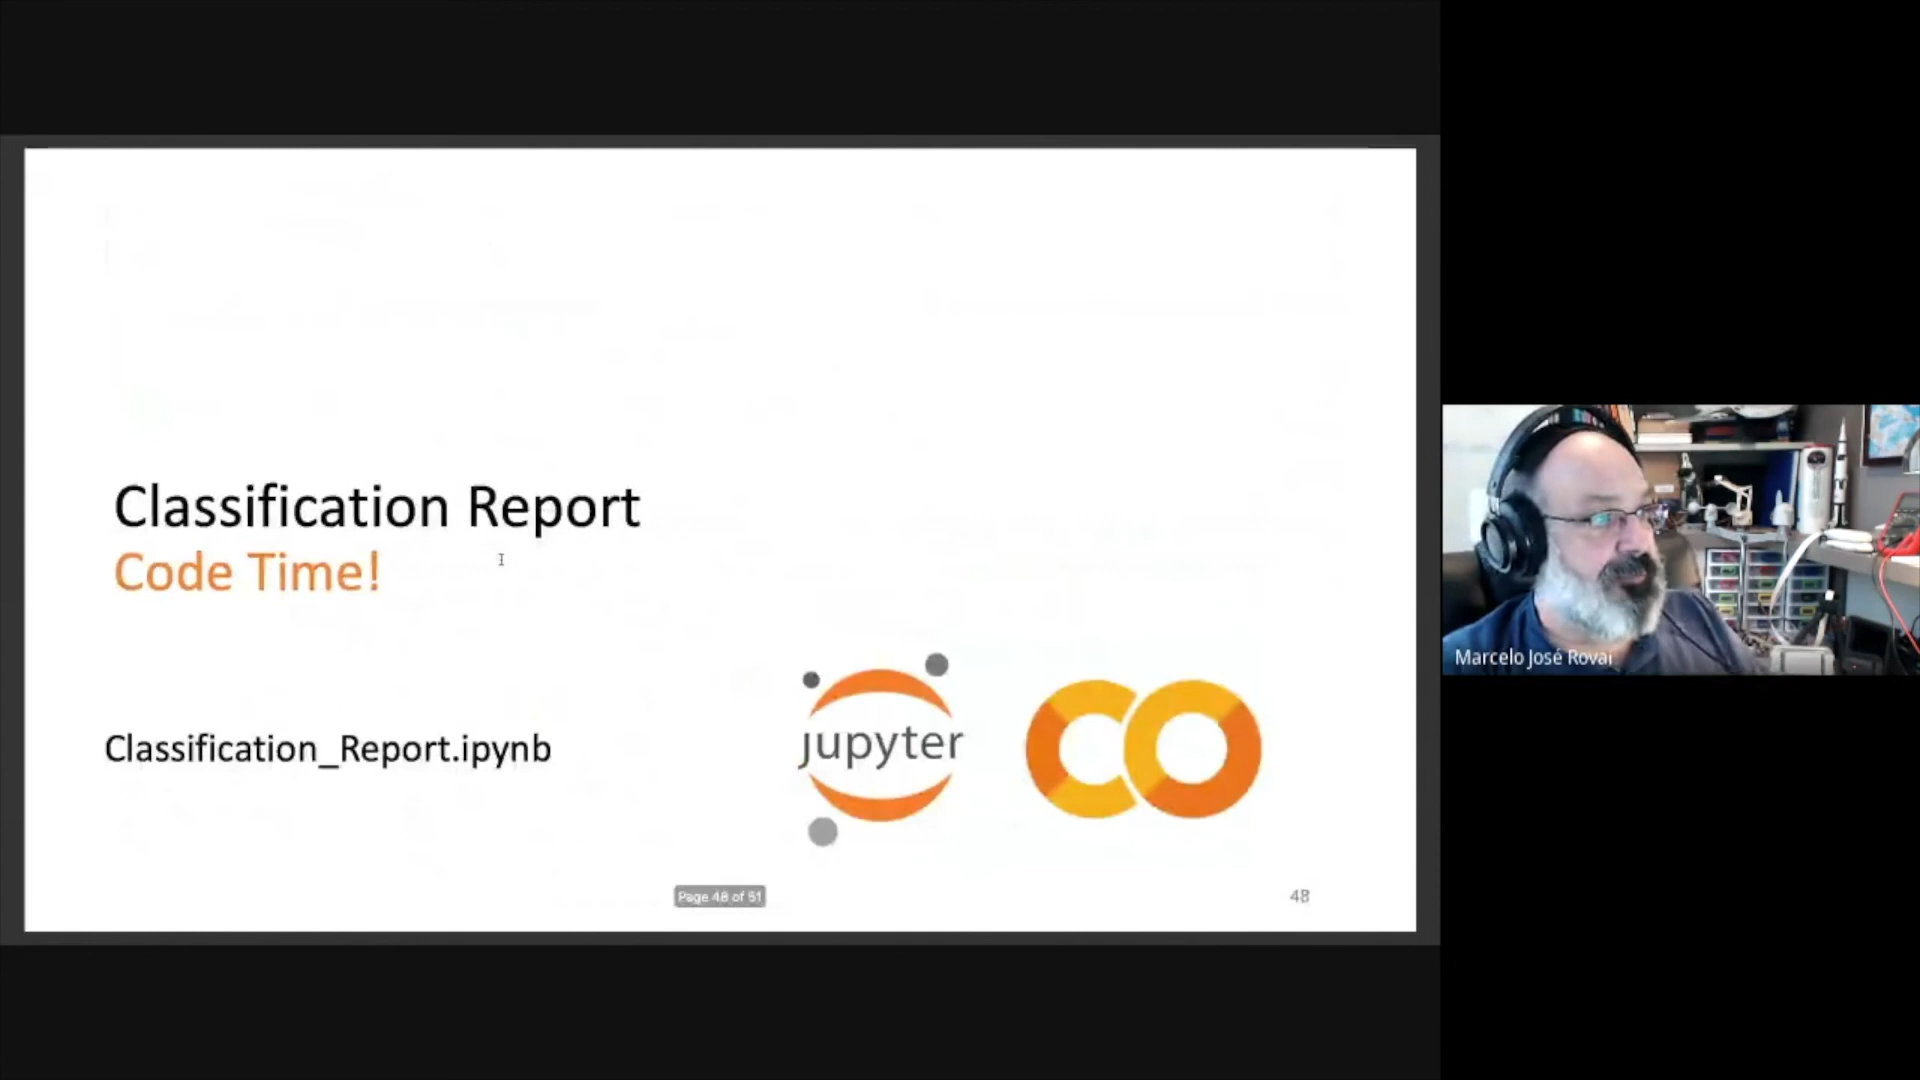 Classification Report
Code Time!
Classification_Report.ipynb
jupyter
Page 48 of 51
48
Marcelo José Rovai